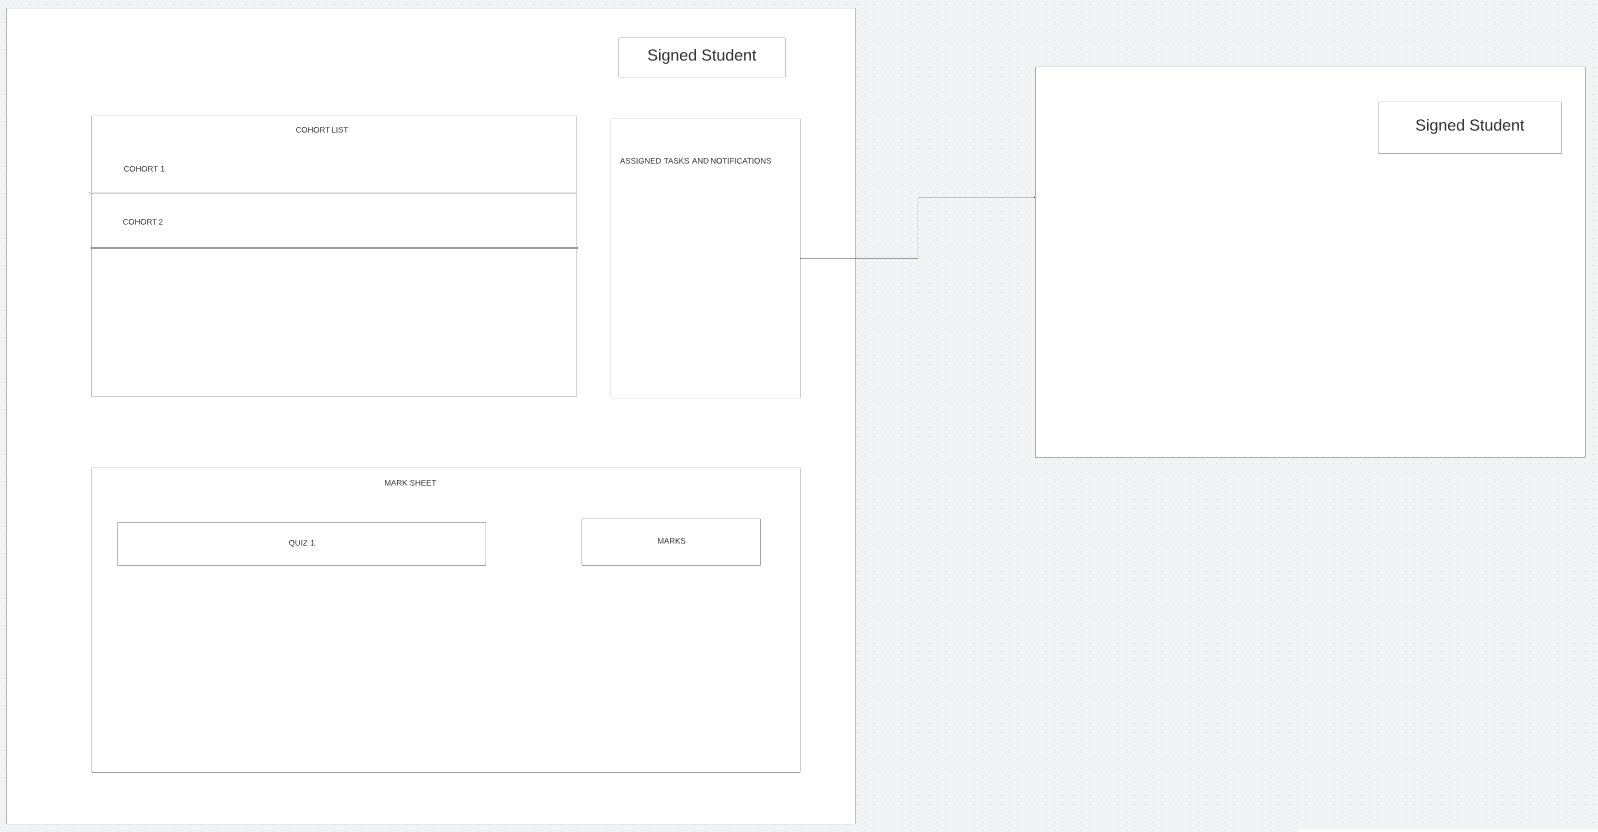 Signed Student
COHORT LIST
COHORT 1
COHORT 2
ASSIGNED TASKS AND NOTIFICATIONS
MARK SHEET
QUIZ 1
MARKS
Signed Student